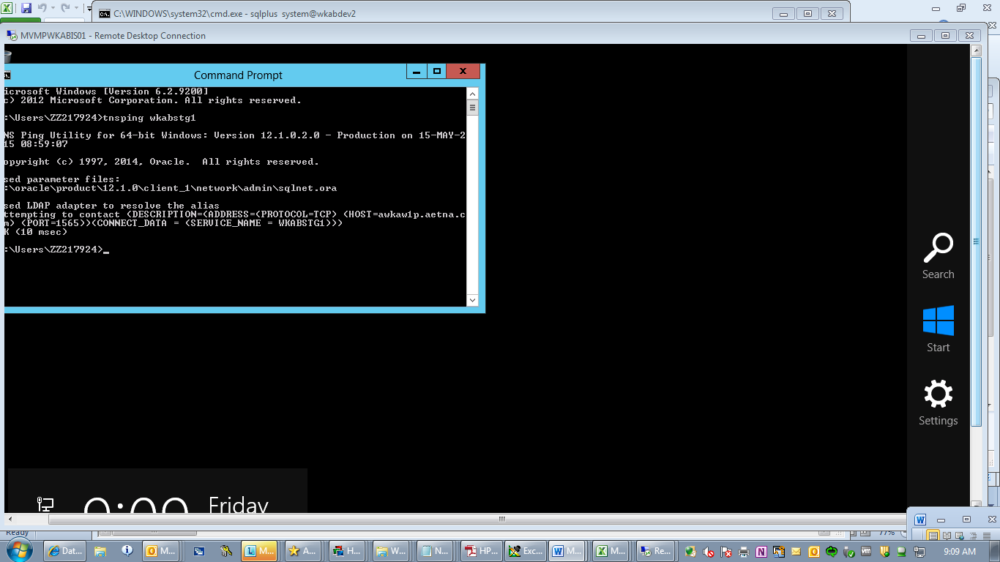 C:\WINDOWS\system32\cmd.exe - sqlplus system@wkabdev2
MVMPWKABIS01 - Remote Desktop Connection
Command Prompt
icrosoft Windows [Version 6.2.9200]
c) 2012 Microsoft Corporation. All rights reserved.
:\Users\ZZ217924>tnsping wkabstg1
NS Ping Utility for 64-bit Windows: Version 12.1.0.2.0 - Production on 15-MAY-2
15 08:59:07
opyright (c) 1997, 2014, Oracle.  All rights reserved.
sed parameter files:
:\oracle\product\12.1.0\client_1\network\admin\sqlnet.ora
sed LDAP adapter to resolve the alias
ttempting to contact (DESCRIPTION=(ADDRESS=(PROTOCOL=TCP) (HOST=awkaw1p.aetna.c
m) (PORT=1565))(CONNECT_DATA = (SERVICE_NAME = WKABSTG1)))
K (10 msec)
:\Users\ZZ217924>_
Search
Start
Settings
Friday
Ready
77%
Dat...
M...
L M...
A...
H...
W...
N...
HP...
Exc...
M...
M...
Re...
9:09 AM